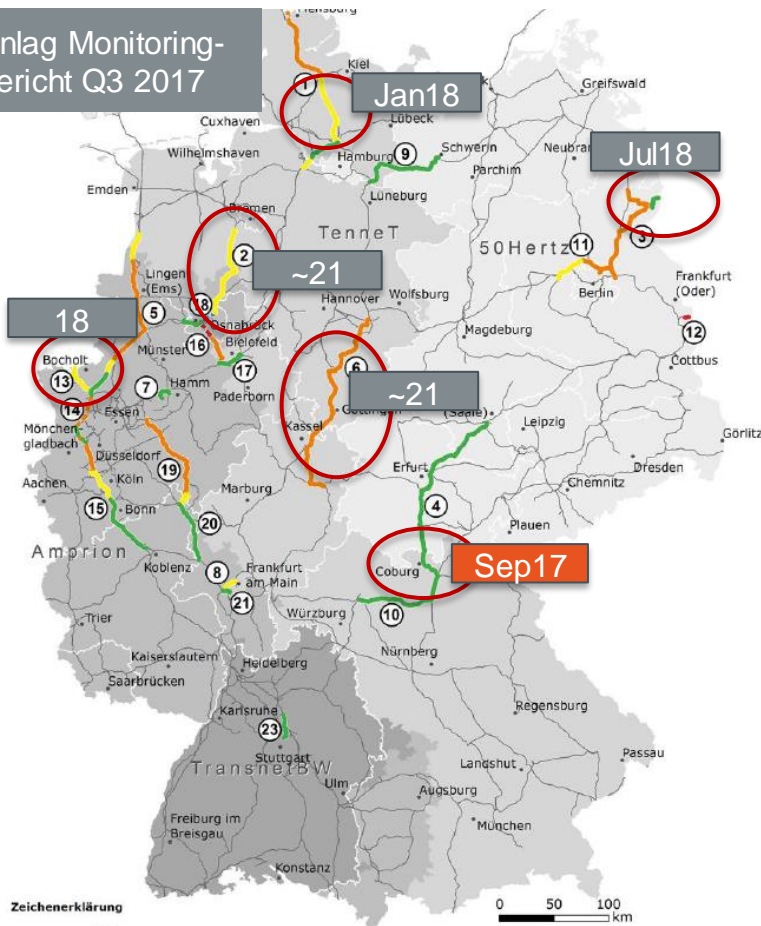 nlag Monitoring-
ericht Q3 2017
Flensburg
Kiel
1
Jan18
Greifswald
Cuxhaven
Lübeck
Wilhelmshaven
Hamburg
9
Schwerin
Neubra
Jul18
Parchim
Emden
Lüneburg
Bremen
TenneT
3
2
50Hertz
11
~21
Lingen
(Ems)
Hannover
Wolfsburg
Berlin
Frankfurt
(Oder)
18
5
18
Osnabrück
Magdeburg
12
Bocholt
16
Bielefeld
Münster
17
6
Cottbus
13
7
Hamm
Paderborn
~21
14
Essen
Göttingen
(Saale)
Leipzig
Mönchen
gladbach
Kassel
Görlitz
Düsseldorf
19
Erfurt
Dresden
Aachen
Köln
Marburg
Chemnitz
15
Bonn
20
4
Plauen
Amprion
Koblenz
8
Frankfurt
am Main
Coburg
Sep17
21
10
Würzburg
Trier
Nürnberg
Kaiserslautern
Heidelberg
Saarbrücken
Karlsruhe
Regensburg
23
Stuttgart
TransnetBW
Landshut
Passau
Ulm
Augsburg
Freiburg im
Breisgau
München
Konstanz
Zeichenerklärung
0 50 100
km